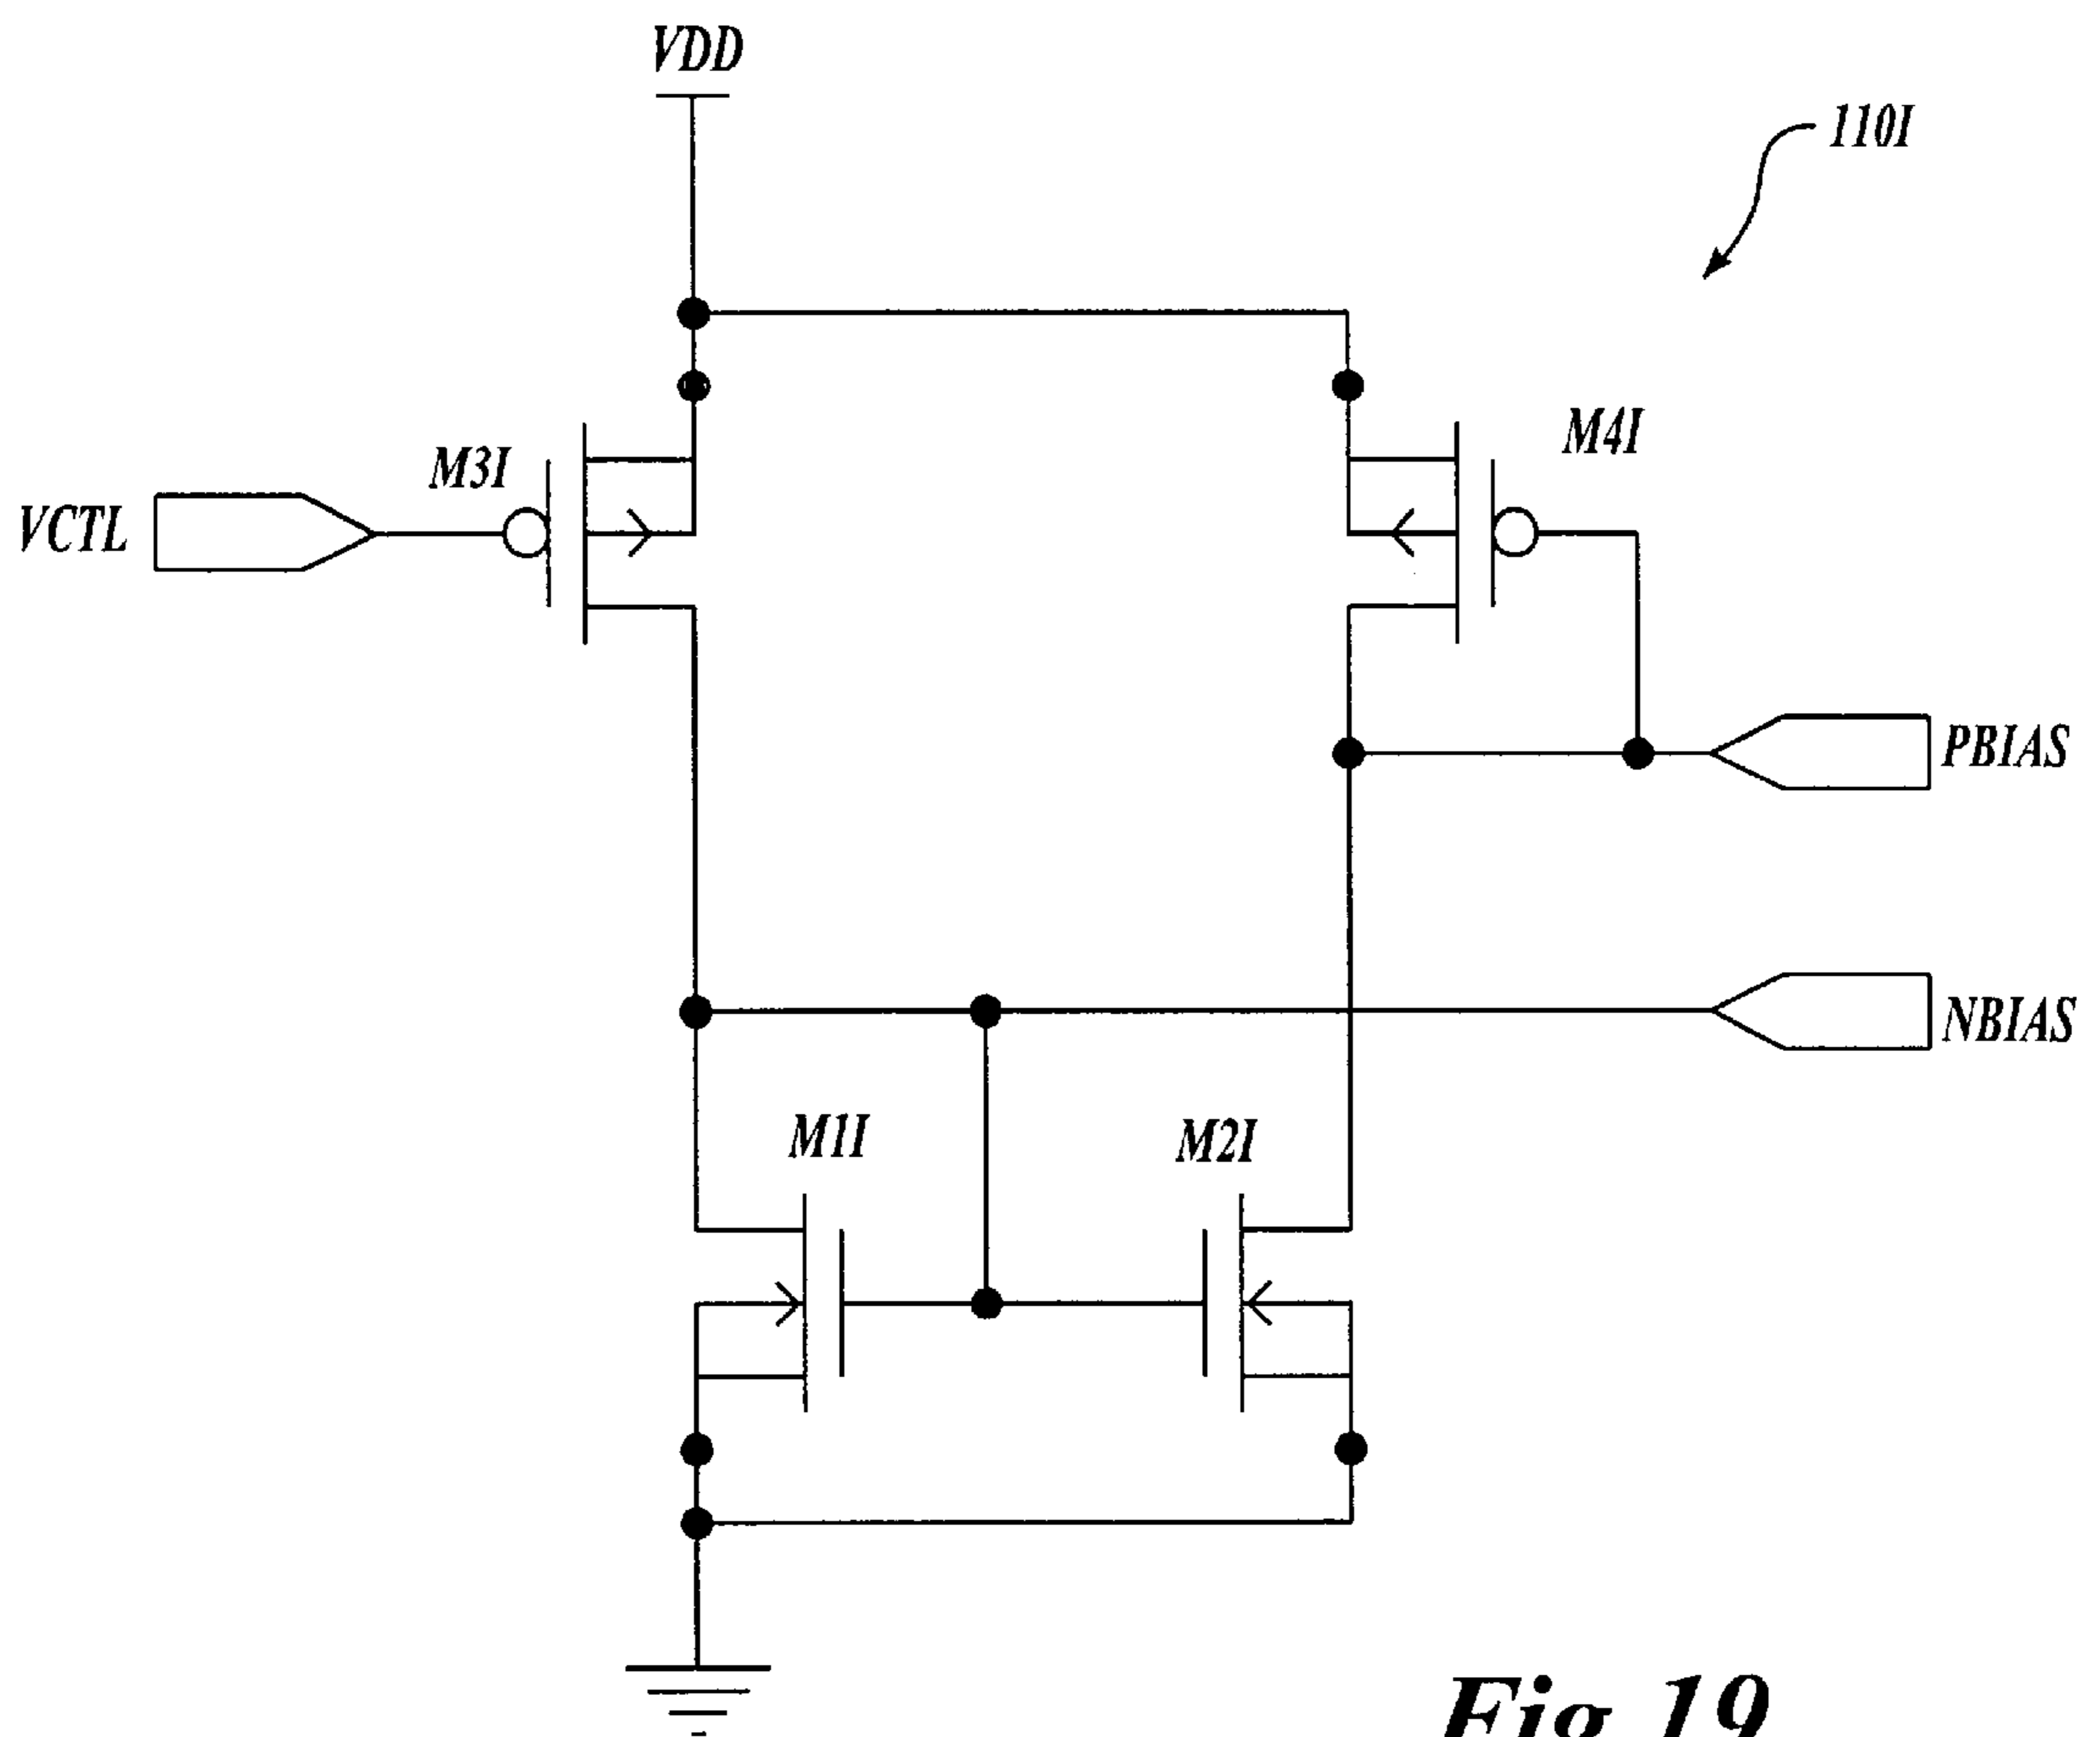 VDD
110I
M4I
M3I
VCTL
PBIAS
NBIAS
M1I
M2I
Fig 19